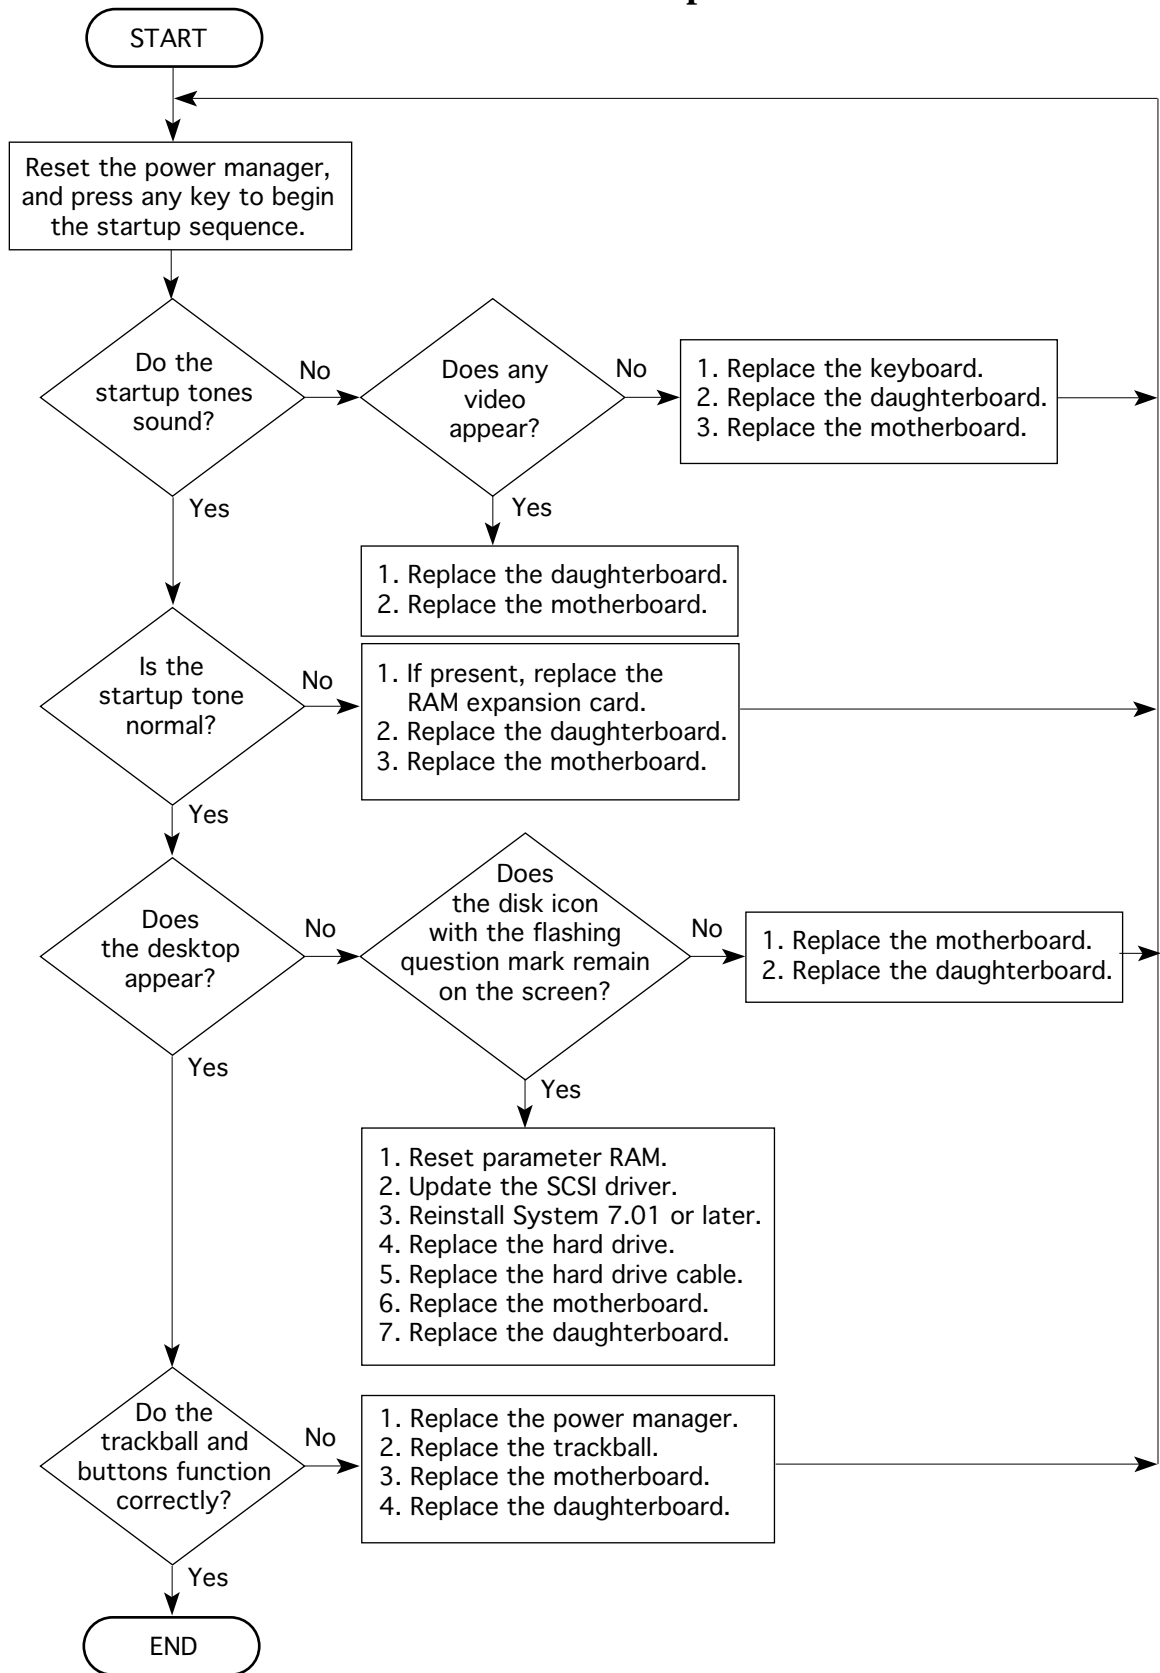 START
Reset the power manager,
and press any key to begin
the startup sequence.
Do the
startup tones
sound?
No
Does any
video
appear?
No
1. Replace the keyboard.
2. Replace the daughterboard.
3. Replace the motherboard.
Yes
Yes
1. Replace the daughterboard.
2. Replace the motherboard.
Is the
startup tone
normal?
No
1. If present, replace the
RAM expansion card.
2. Replace the daughterboard.
3. Replace the motherboard.
Yes
Does
the desktop
appear?
No
Does
the disk icon
with the flashing
question mark remain
on the screen?
No
1. Replace the motherboard.
2. Replace the daughterboard.
Yes
Yes
1. Reset parameter RAM.
2. Update the SCSI driver.
3. Reinstall System 7.01 or later.
4. Replace the hard drive.
5. Replace the hard drive cable.
6. Replace the motherboard.
7. Replace the daughterboard.
Do the
trackball and
buttons function
correctly?
No
1. Replace the power manager.
2. Replace the trackball.
3. Replace the motherboard.
4. Replace the daughterboard.
Yes
END